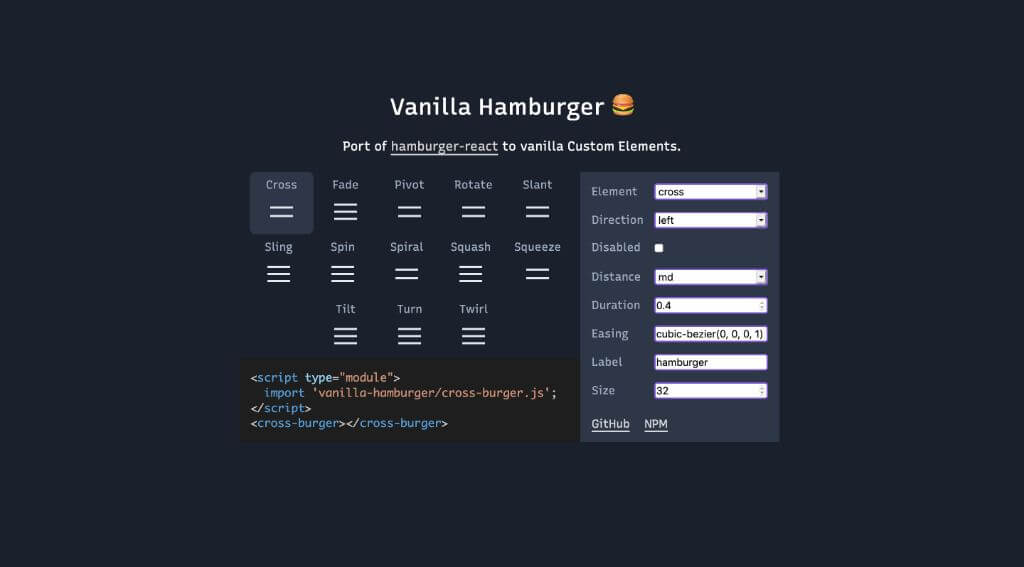 Vanilla Hamburger 🍔
Port of hamburger-react to vanilla Custom Elements.
Cross Fade Pivot Rotate Slant
Sling Spin Spiral Squash Squeeze
Tilt Turn Twirl
<script type="module">
  import 'vanilla-hamburger/cross-burger.js';
</script>
<cross-burger></cross-burger>
Element cross
Direction left
Disabled
Distance md
Duration 0.4
Easing cubic-bezier(0, 0, 0, 1)
Label hamburger
Size 32
GitHub NPM